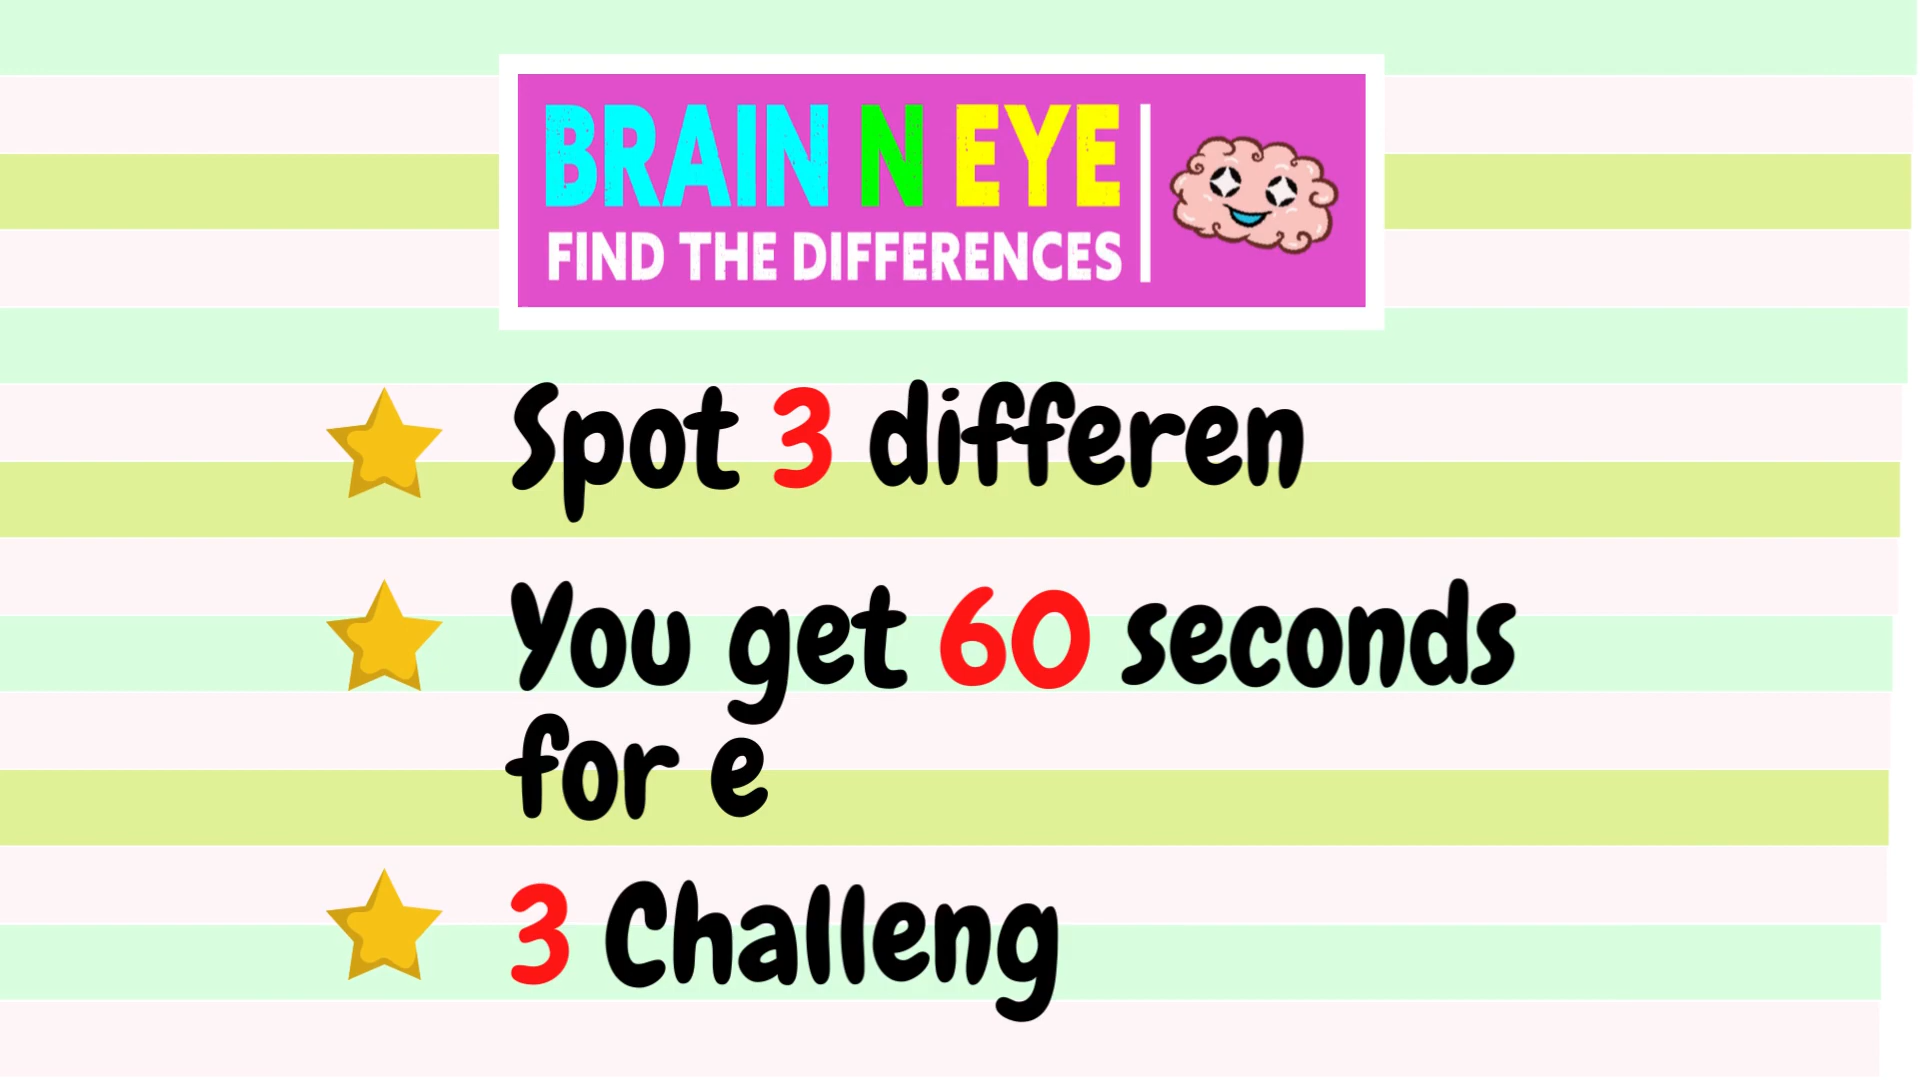 BRAIN N EYE
FIND THE DIFFERENCES
Spot 3 differen
You get 60 seconds
for e
3 Challeng